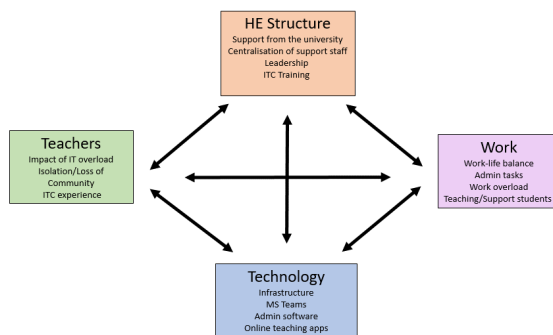 HE Structure
Support from the university
Centralisation of support staff
Leadership
ITC Training
Teachers
Impact of IT overload
Isolation/Loss of
Community
ITC experience
Work
Work-life balance
Admin tasks
Work overload
Teaching/Support students
Technology
Infrastructure
MS Teams
Admin software
Online teaching apps